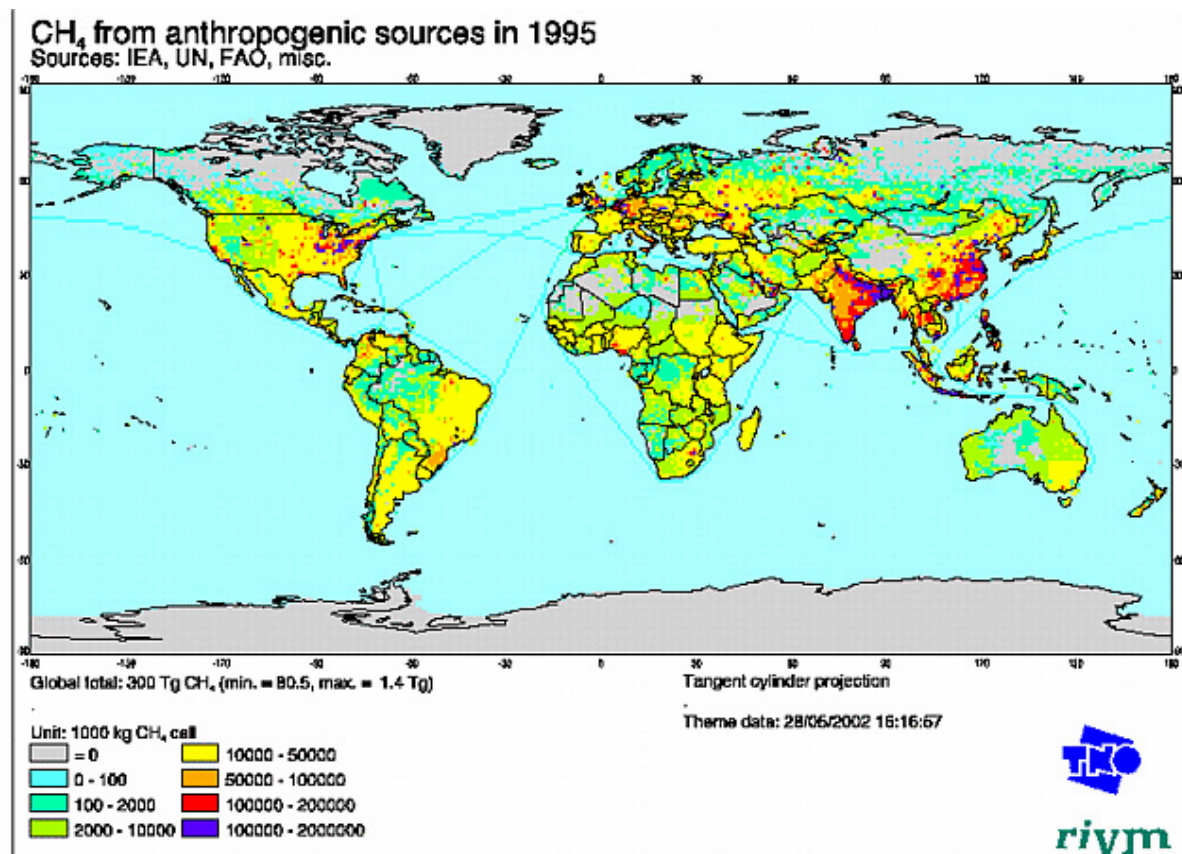 CH₄ from anthropogenic sources in 1995
Sources: IEA, UN, FAO, misc.
Global total: 300 Tg CH₄ (min. = 80.5, max. = 1.4 Tg)
Tangent cylinder projection
Theme data: 28/05/2002 16:16:57
Unit: 1000 kg CH₄ cell
= 0
0 - 100
100 - 2000
2000 - 10000
10000 - 50000
50000 - 100000
100000 - 200000
100000 - 2000000
TNO
rivm